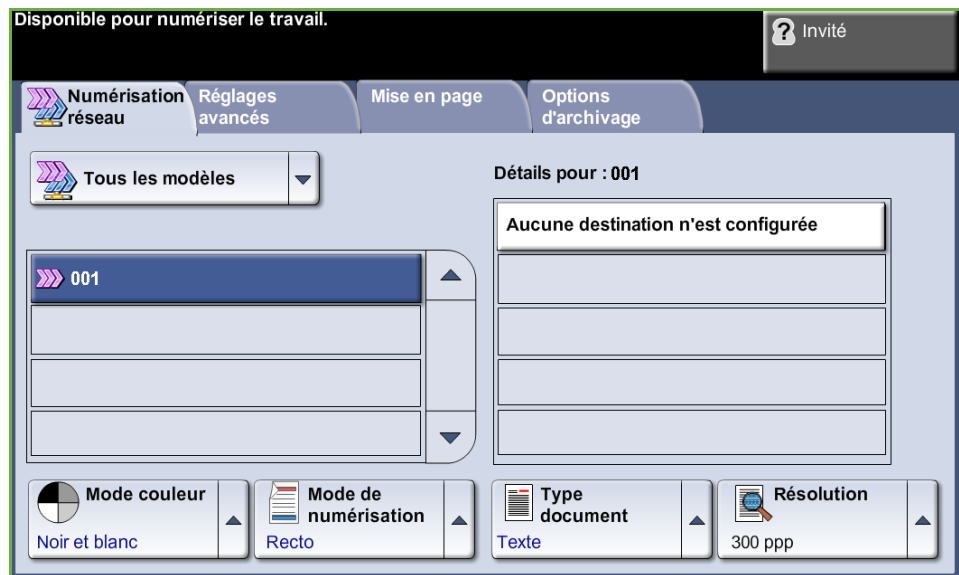 Disponible pour numériser le travail.
Invité
Numérisation
réseau
Réglages
avancés
Mise en page
Options
d'archivage
Tous les modèles
Détails pour : 001
Aucune destination n'est configurée
001
Mode couleur
Noir et blanc
Mode de
numérisation
Recto
Type
document
Texte
Résolution
300 ppp